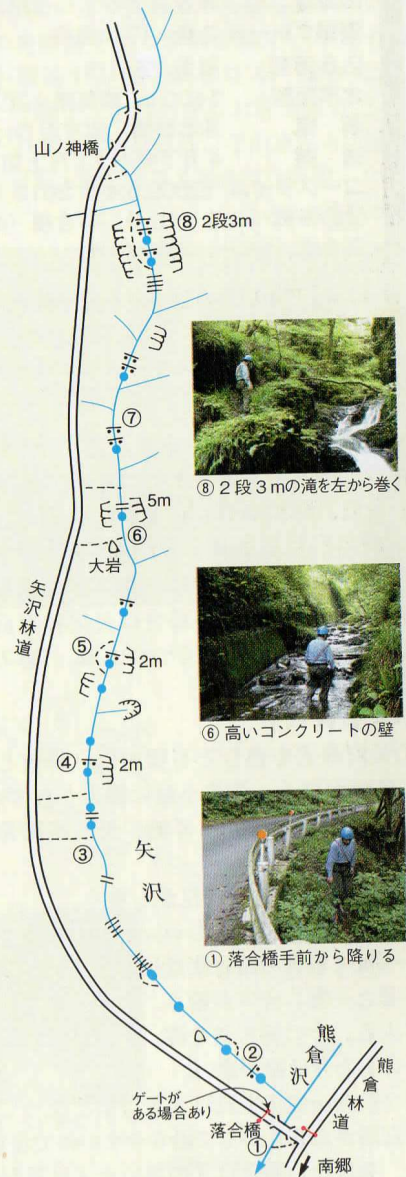 山ノ神橋
⑧ 2段3m
⑧ 2段3mの滝を左から巻く
⑦
5m
⑥
大岩
矢沢林道
⑤
2m
⑥ 高いコンクリートの壁
④
2m
③
矢沢
① 落合橋手前から降りる
②
熊倉沢
熊倉林道
ゲートが
ある場合あり
落合橋
①
南郷